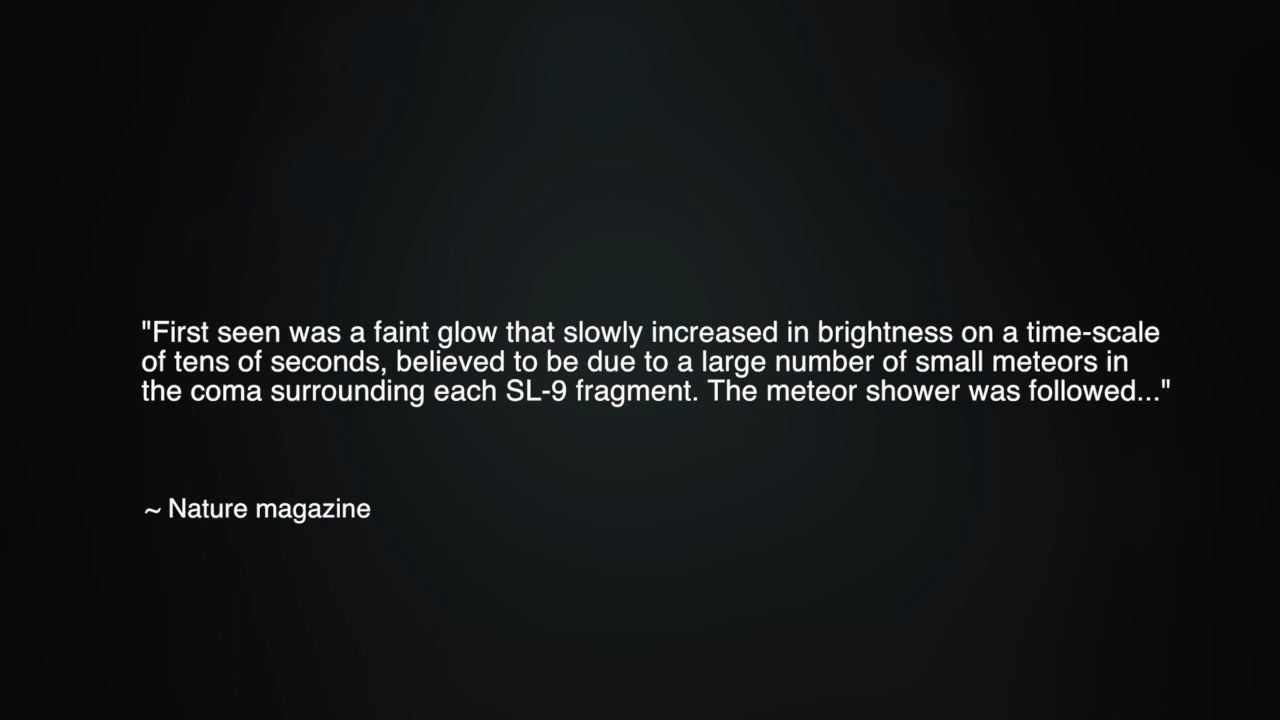 "First seen was a faint glow that slowly increased in brightness on a time-scale
of tens of seconds, believed to be due to a large number of small meteors in
the coma surrounding each SL-9 fragment. The meteor shower was followed..."
~ Nature magazine